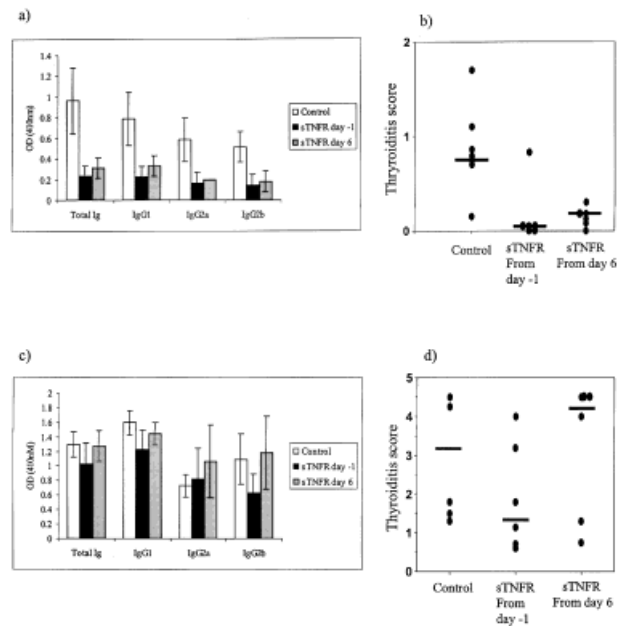 a)
1.4
1.2
1
0.8
0.6
0.4
0.2
0
OD (410nm)
Total Ig IgG1 IgG2a IgG2b
Control
sTNFR day -1
sTNFR day 6
b)
2
1
0
Thryroiditis score
Control sTNFR sTNFR
From From day 6
day -1
c)
2
1.8
1.6
1.4
1.2
1
0.8
0.6
0.4
0.2
0
OD (410nM)
Total Ig IgG1 IgG2a IgG2b
Control
sTNFR day -1
sTNFR day 6
d)
5
4
3
2
1
0
Thyroiditis score
Control sTNFR sTNFR
From From day 6
day -1